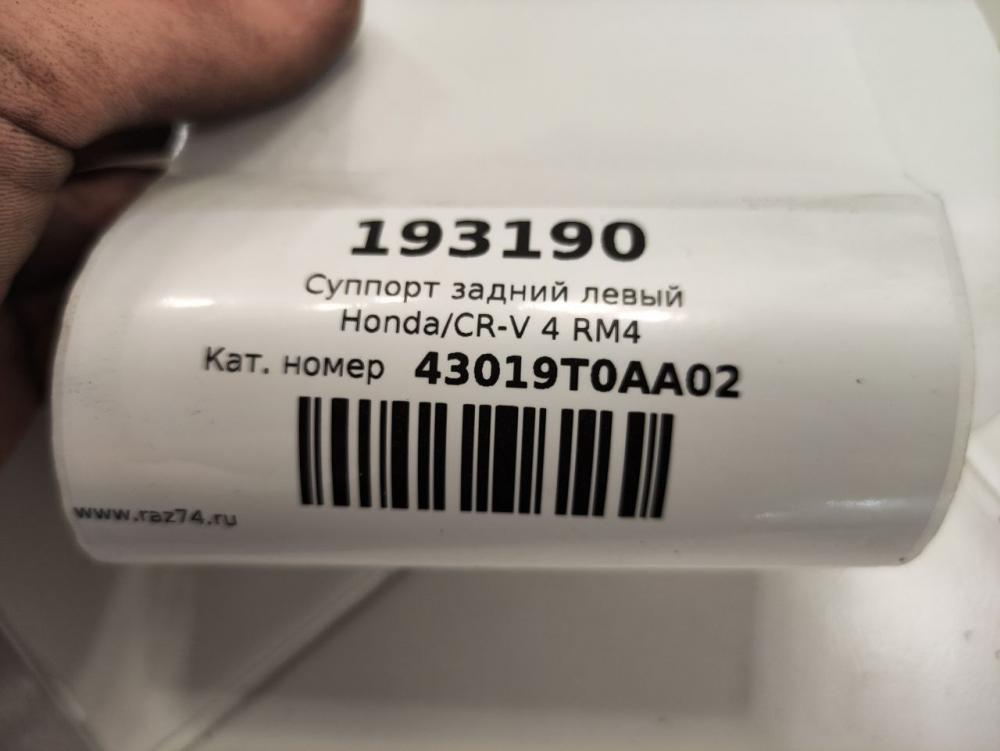 193190
Суппорт задний левый
Honda/CR-V 4 RM4
Кат. номер 43019T0AA02
www.raz74.ru